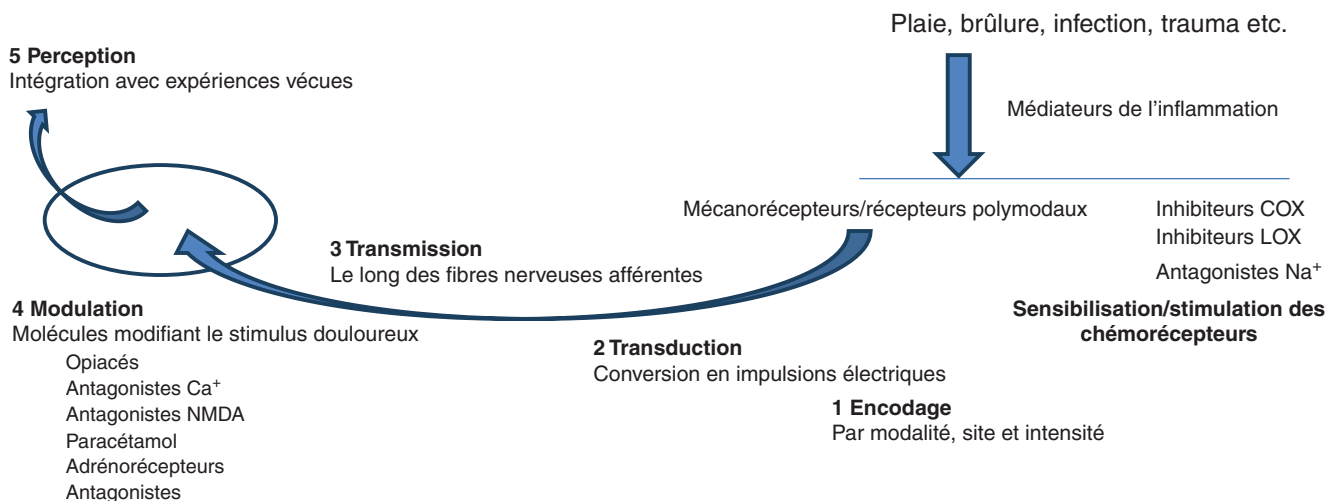 Plaie, brûlure, infection, trauma etc.
5 Perception
Intégration avec expériences vécues
Médiateurs de l'inflammation
Mécanorécepteurs/récepteurs polymodaux
Inhibiteurs COX
Inhibiteurs LOX
Antagonistes Na⁺
Sensibilisation/stimulation des
chémorécepteurs
3 Transmission
Le long des fibres nerveuses afférentes
4 Modulation
Molécules modifiant le stimulus douloureux
Opiacés
Antagonistes Ca⁺
Antagonistes NMDA
Paracétamol
Adrénorécepteurs
Antagonistes
2 Transduction
Conversion en impulsions électriques
1 Encodage
Par modalité, site et intensité